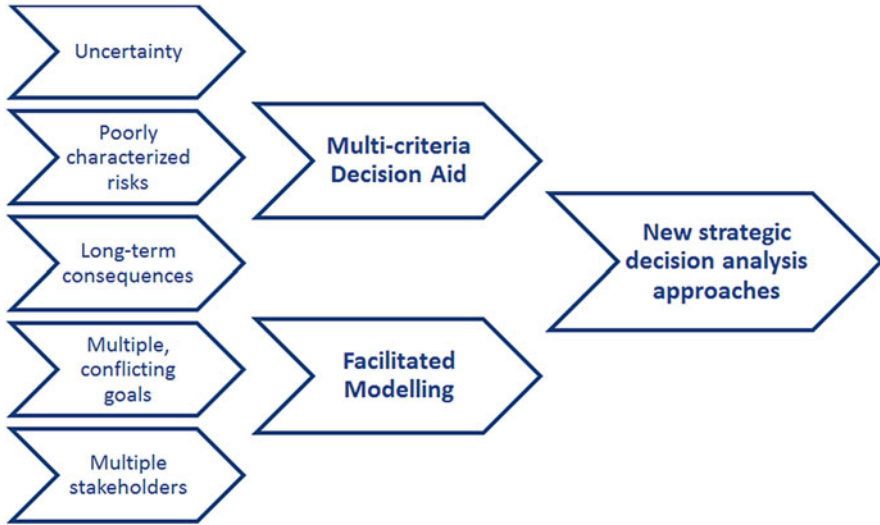 Uncertainty
Poorly
characterized
risks
Long-term
consequences
Multiple,
conflicting
goals
Multiple
stakeholders
Multi-criteria
Decision Aid
Facilitated
Modelling
New strategic
decision analysis
approaches